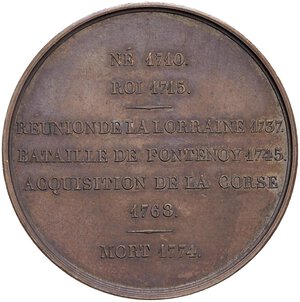 NÉ 1710.
ROI 1715.
REUNION DE LA LORRAINE 1737.
BATAILLE DE FONTENOY 1745.
ACQUISITION DE LA CORSE
1768.
MORT 1774.